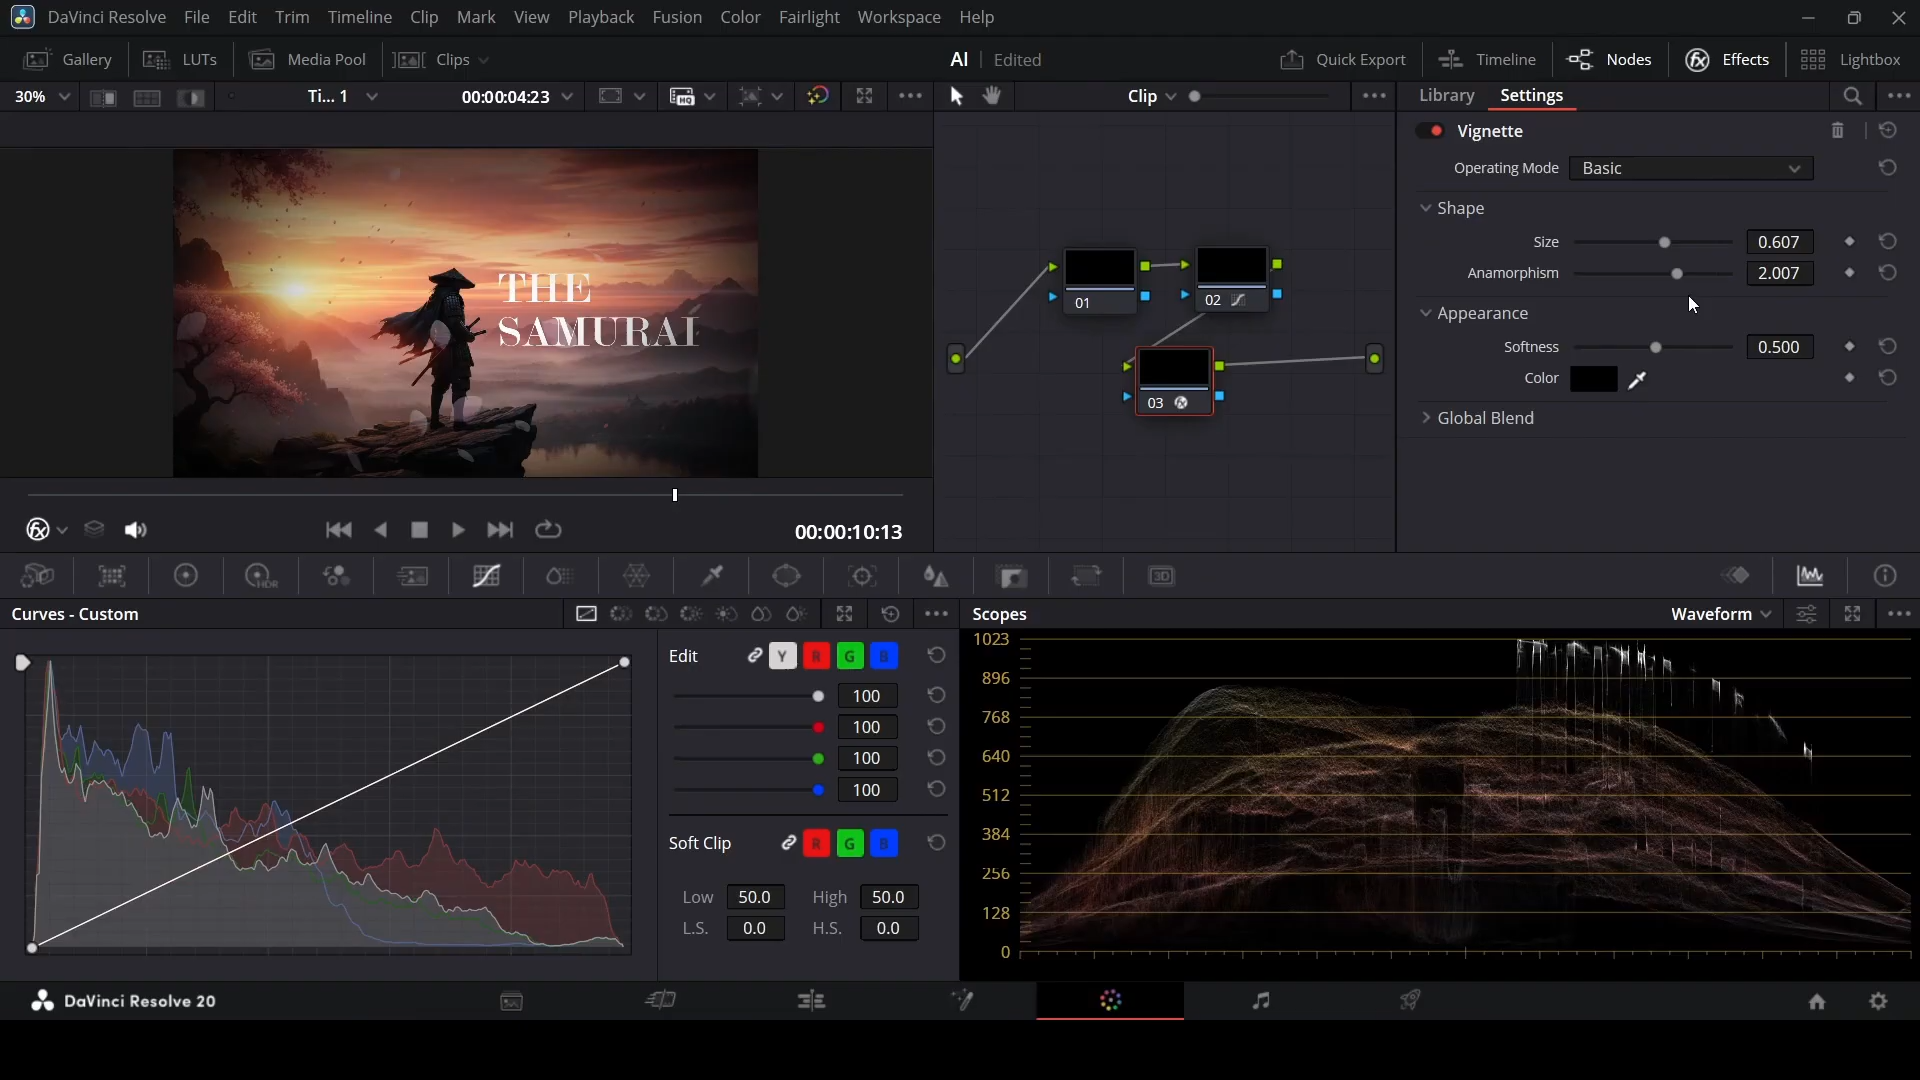 DaVinci Resolve File Edit Trim Timeline Clip Mark View Playback Fusion Color Fairlight Workspace Help
Gallery LUTs Media Pool Clips AI Edited Quick Export Timeline Nodes Effects Lightbox
30% Ti... 1 00:00:04:23 HQ Clip Library Settings
Vignette
Operating Mode Basic
Shape
Size 0.607
Anamorphism 2.007
Appearance
Softness 0.500
Color
Global Blend
THE
SAMURAI
01
02
03
00:00:10:13
HDR
3D
Curves - Custom
Edit Y R G B
100
100
100
100
Soft Clip R G B
Low 50.0 High 50.0
L.S. 0.0 H.S. 0.0
Scopes Waveform
1023
896
768
640
512
384
256
128
0
DaVinci Resolve 20